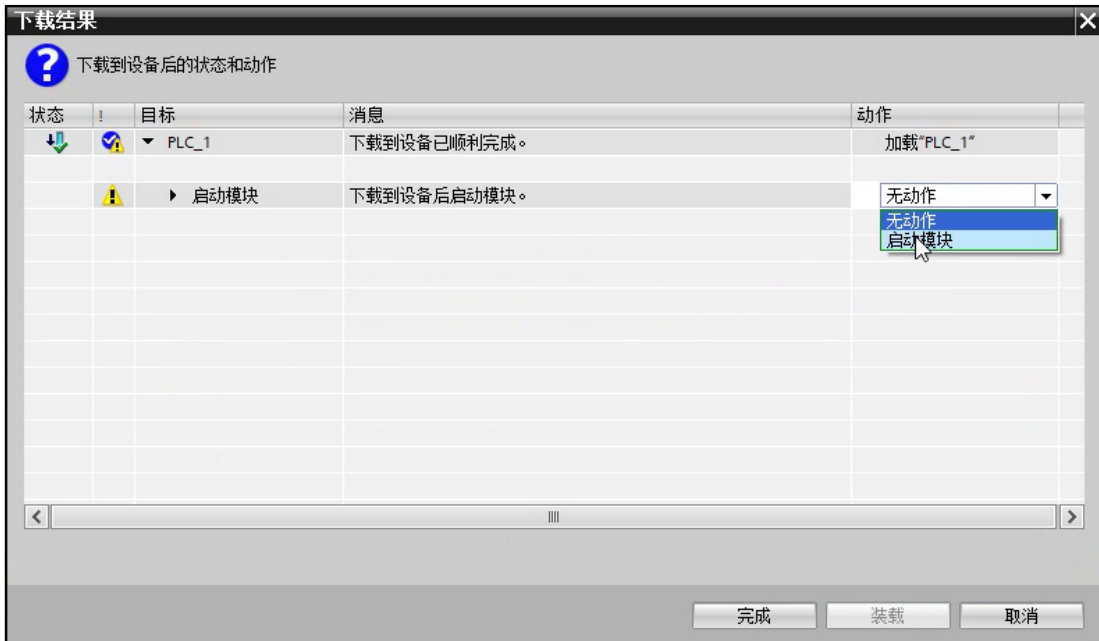 下载结果
下载到设备后的状态和动作
状态 ! 目标 消息 动作
PLC_1 下载到设备已顺利完成。 加载"PLC_1"
启动模块 下载到设备后启动模块。 无动作
无动作
启动模块
完成 装载 取消